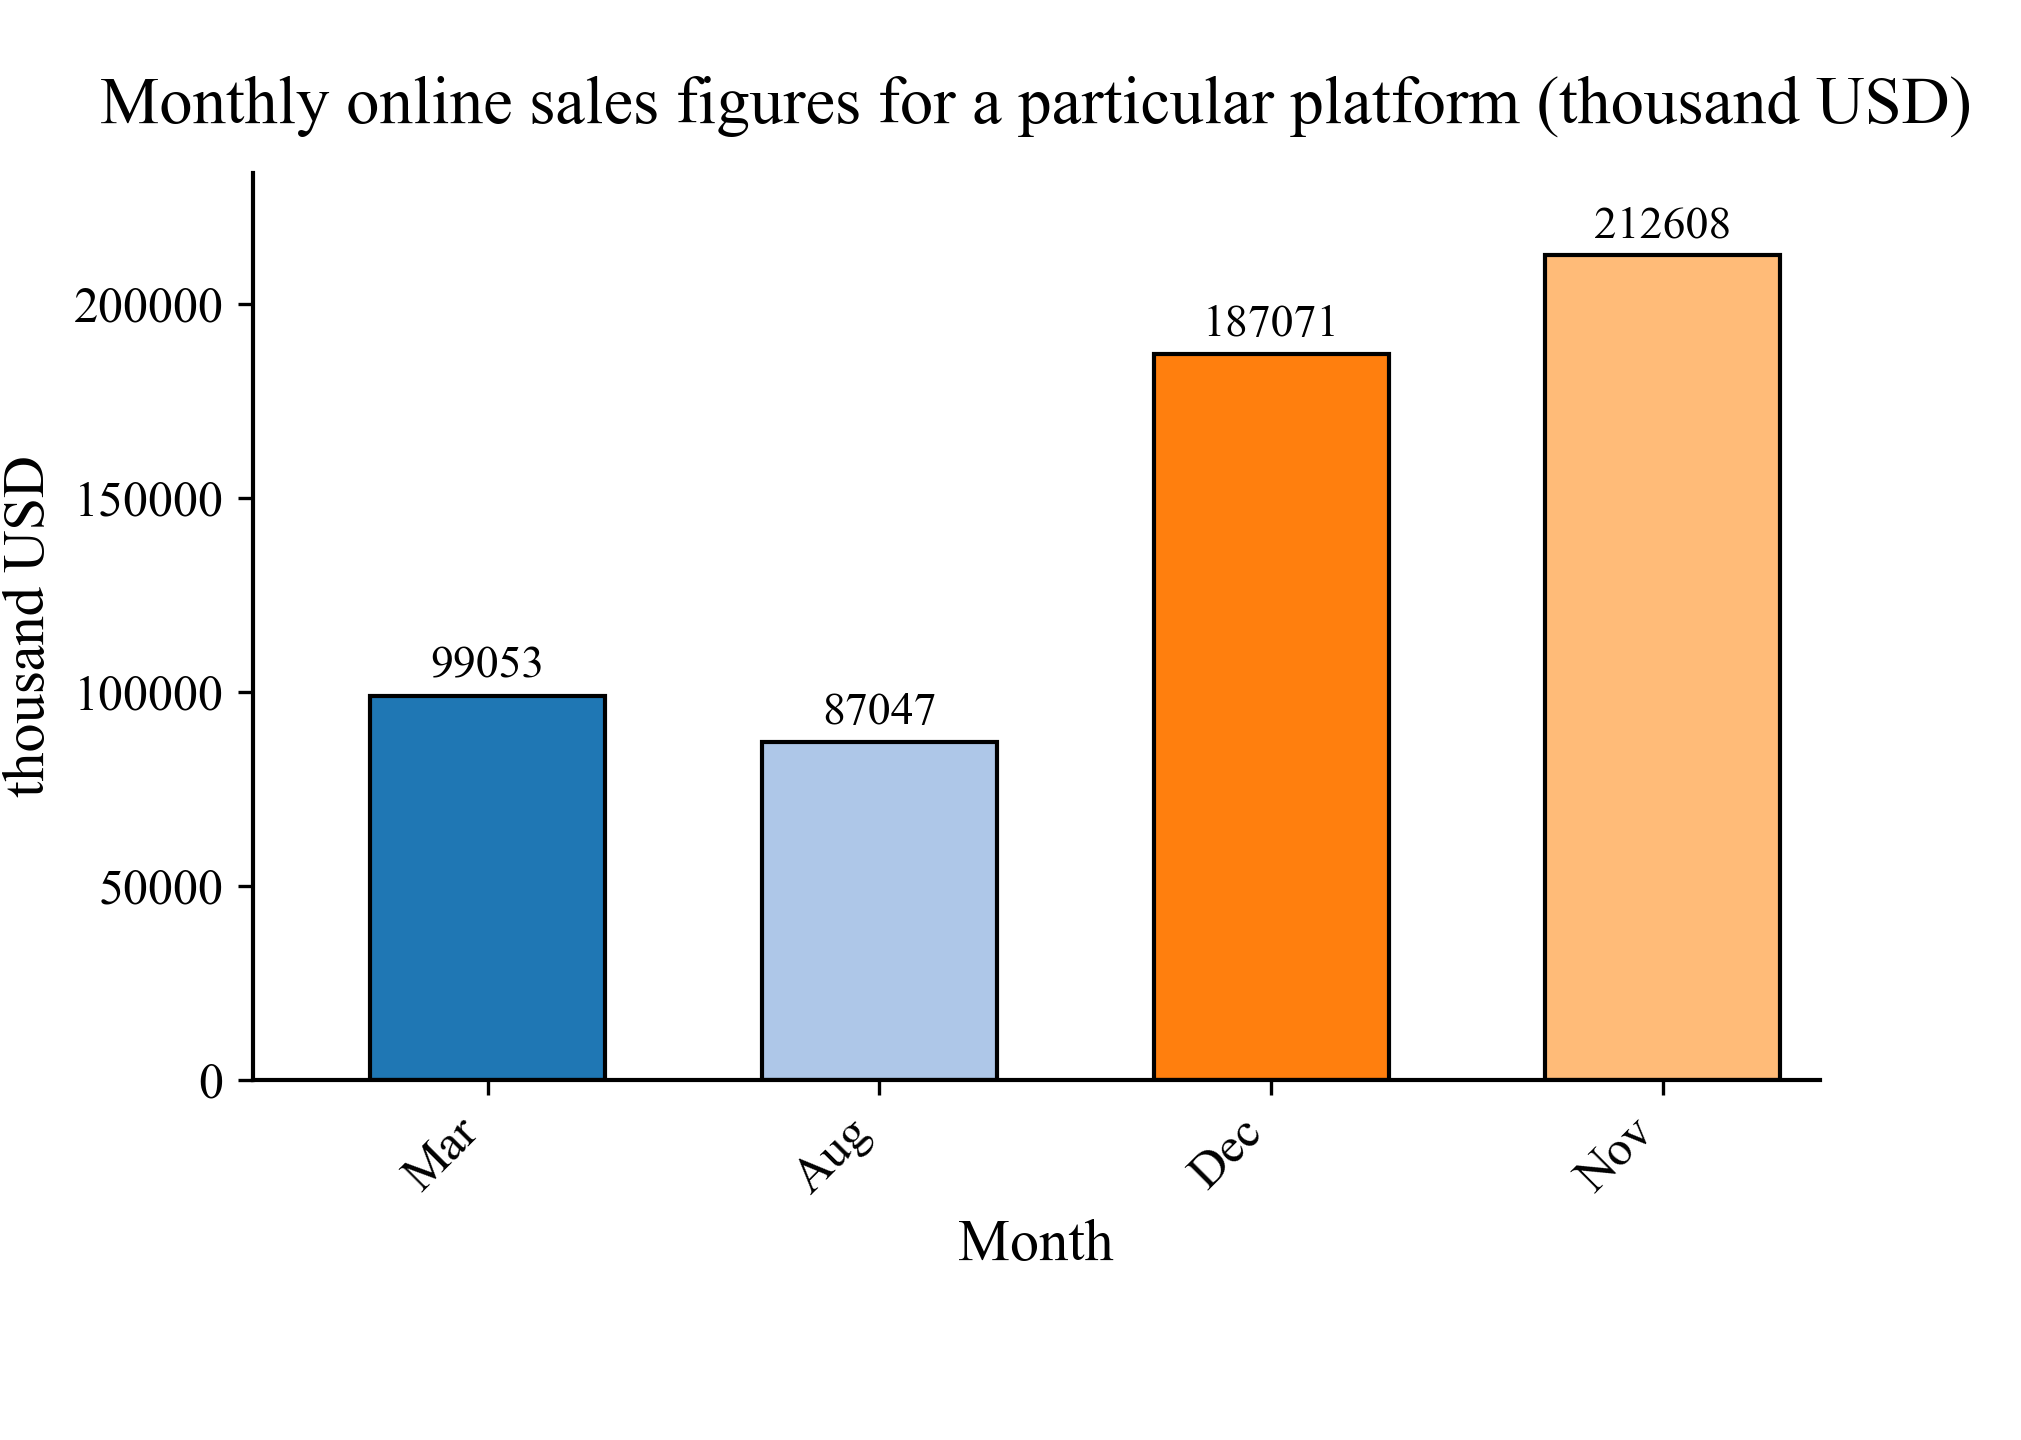 Monthly online sales figures for a particular platform (thousand USD)
thousand USD
200000
150000
100000
50000
0
99053
87047
187071
212608
Mar
Aug
Dec
Nov
Month